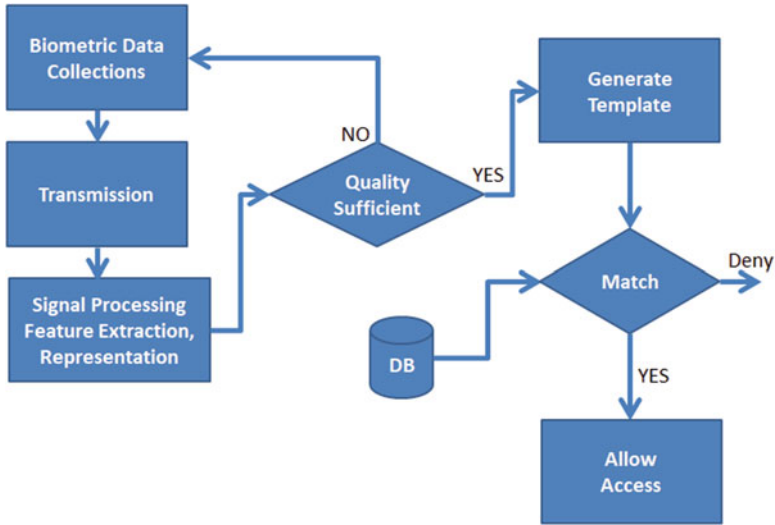 Biometric Data
Collections
Transmission
Signal Processing
Feature Extraction,
Representation
NO
Quality
Sufficient
YES
Generate
Template
Match
Deny
DB
YES
Allow
Access